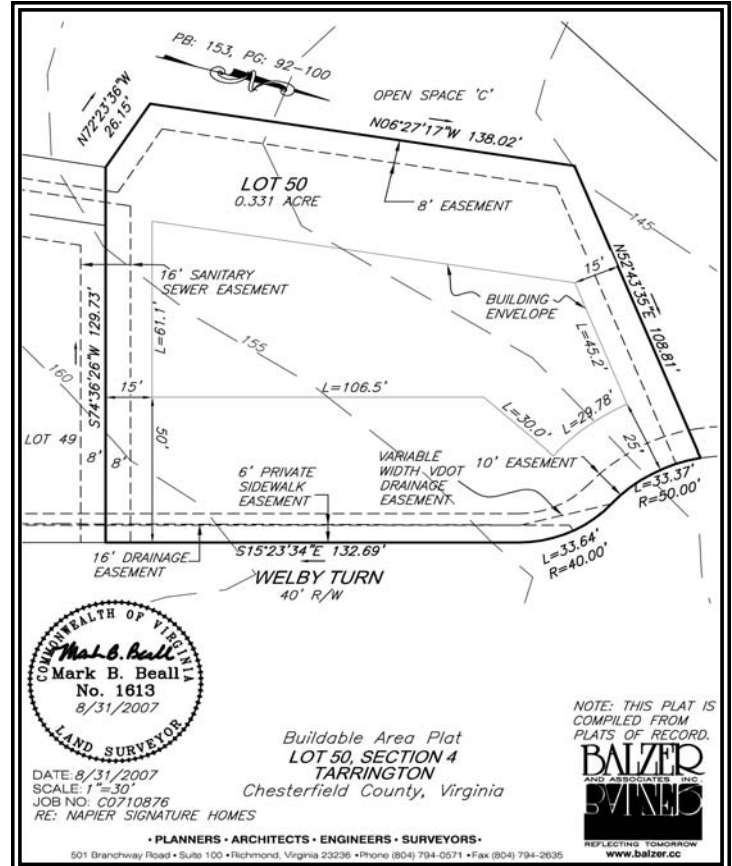 PB: 153, PG: 92-100
N72°23'36"W
26.15'
OPEN SPACE 'C'
N06°27'17"W 138.02'
LOT 50
0.331 ACRE
8' EASEMENT
145
16' SANITARY
SEWER EASEMENT
15'
N52°43'35"E 108.81'
BUILDING
ENVELOPE
S74°36'26"W 129.73'
L=61.1'
155
L=45.2'
160
15'
L=106.5'
L=30.0'
L=29.78'
LOT 49
50'
25'
8'
8'
6' PRIVATE
SIDEWALK
EASEMENT
VARIABLE
WIDTH VDOT
DRAINAGE
EASEMENT
10' EASEMENT
L=33.37'
R=50.00'
16' DRAINAGE
EASEMENT
S15°23'34"E 132.69'
L=33.64'
R=40.00'
WELBY TURN
40' R/W
COMMONWEALTH OF VIRGINIA
Mark B. Beall
Mark B. Beall
No. 1613
8/31/2007
LAND SURVEYOR
NOTE: THIS PLAT IS
COMPILED FROM
PLATS OF RECORD.
Buildable Area Plat
LOT 50, SECTION 4
TARRINGTON
Chesterfield County, Virginia
DATE: 8/31/2007
SCALE: 1"=30'
JOB NO: C0710876
RE: NAPIER SIGNATURE HOMES
BALZER
AND ASSOCIATES INC.
BALZER
REFLECTING TOMORROW
www.balzer.cc
• PLANNERS • ARCHITECTS • ENGINEERS • SURVEYORS•
501 Branchway Road • Suite 100 • Richmond, Virginia 23236 • Phone (804) 794-0571 • Fax (804) 794-2635